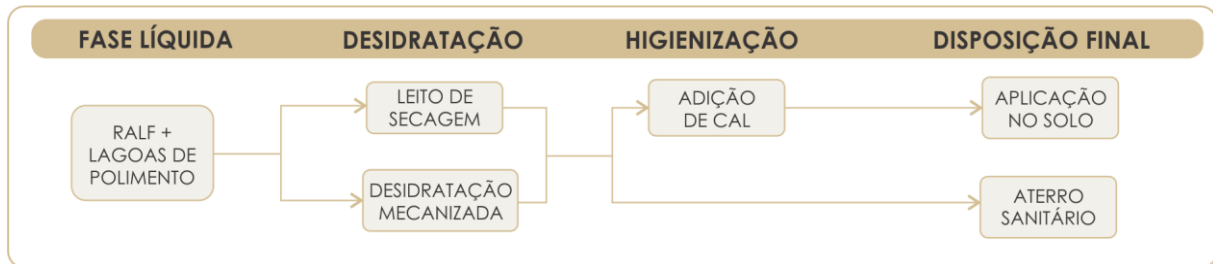 FASE LÍQUIDA
DESIDRATAÇÃO
HIGIENIZAÇÃO
DISPOSIÇÃO FINAL
RALF +
LAGOAS DE
POLIMENTO
LEITO DE
SECAGEM
DESIDRATAÇÃO
MECANIZADA
ADIÇÃO
DE CAL
APLICAÇÃO
NO SOLO
ATERRO
SANITÁRIO